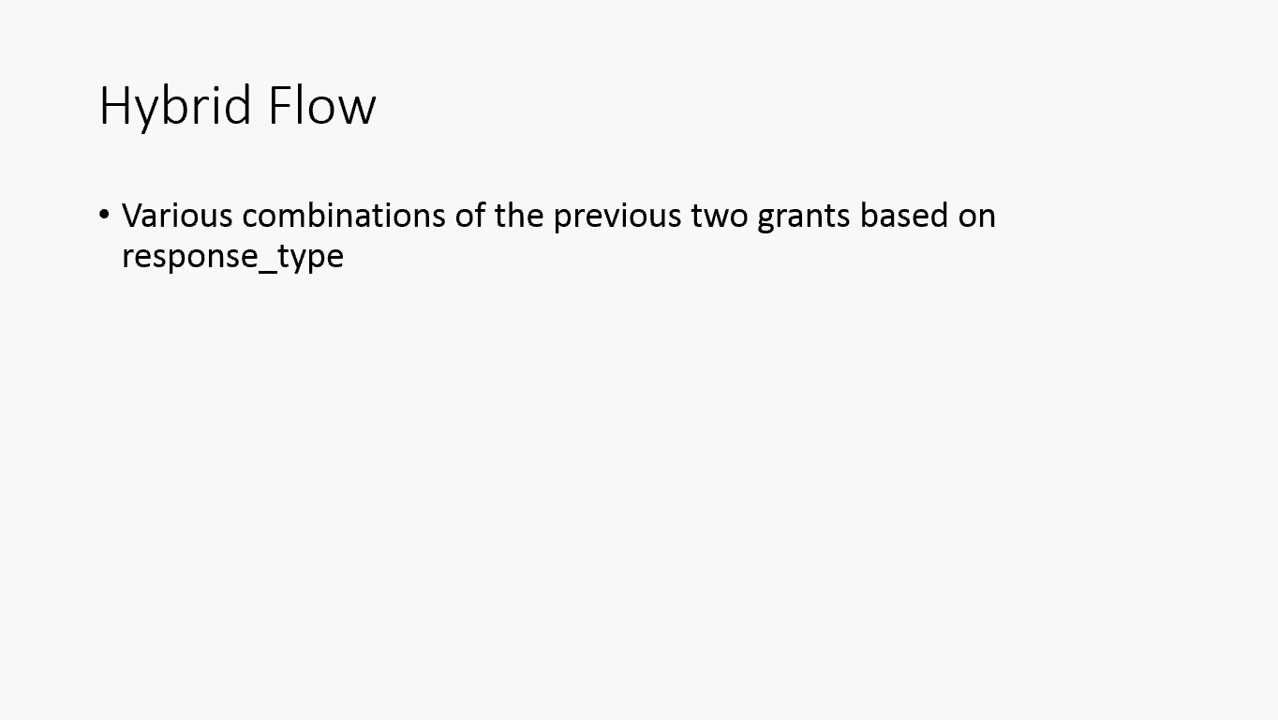 Hybrid Flow
• Various combinations of the previous two grants based on
response_type